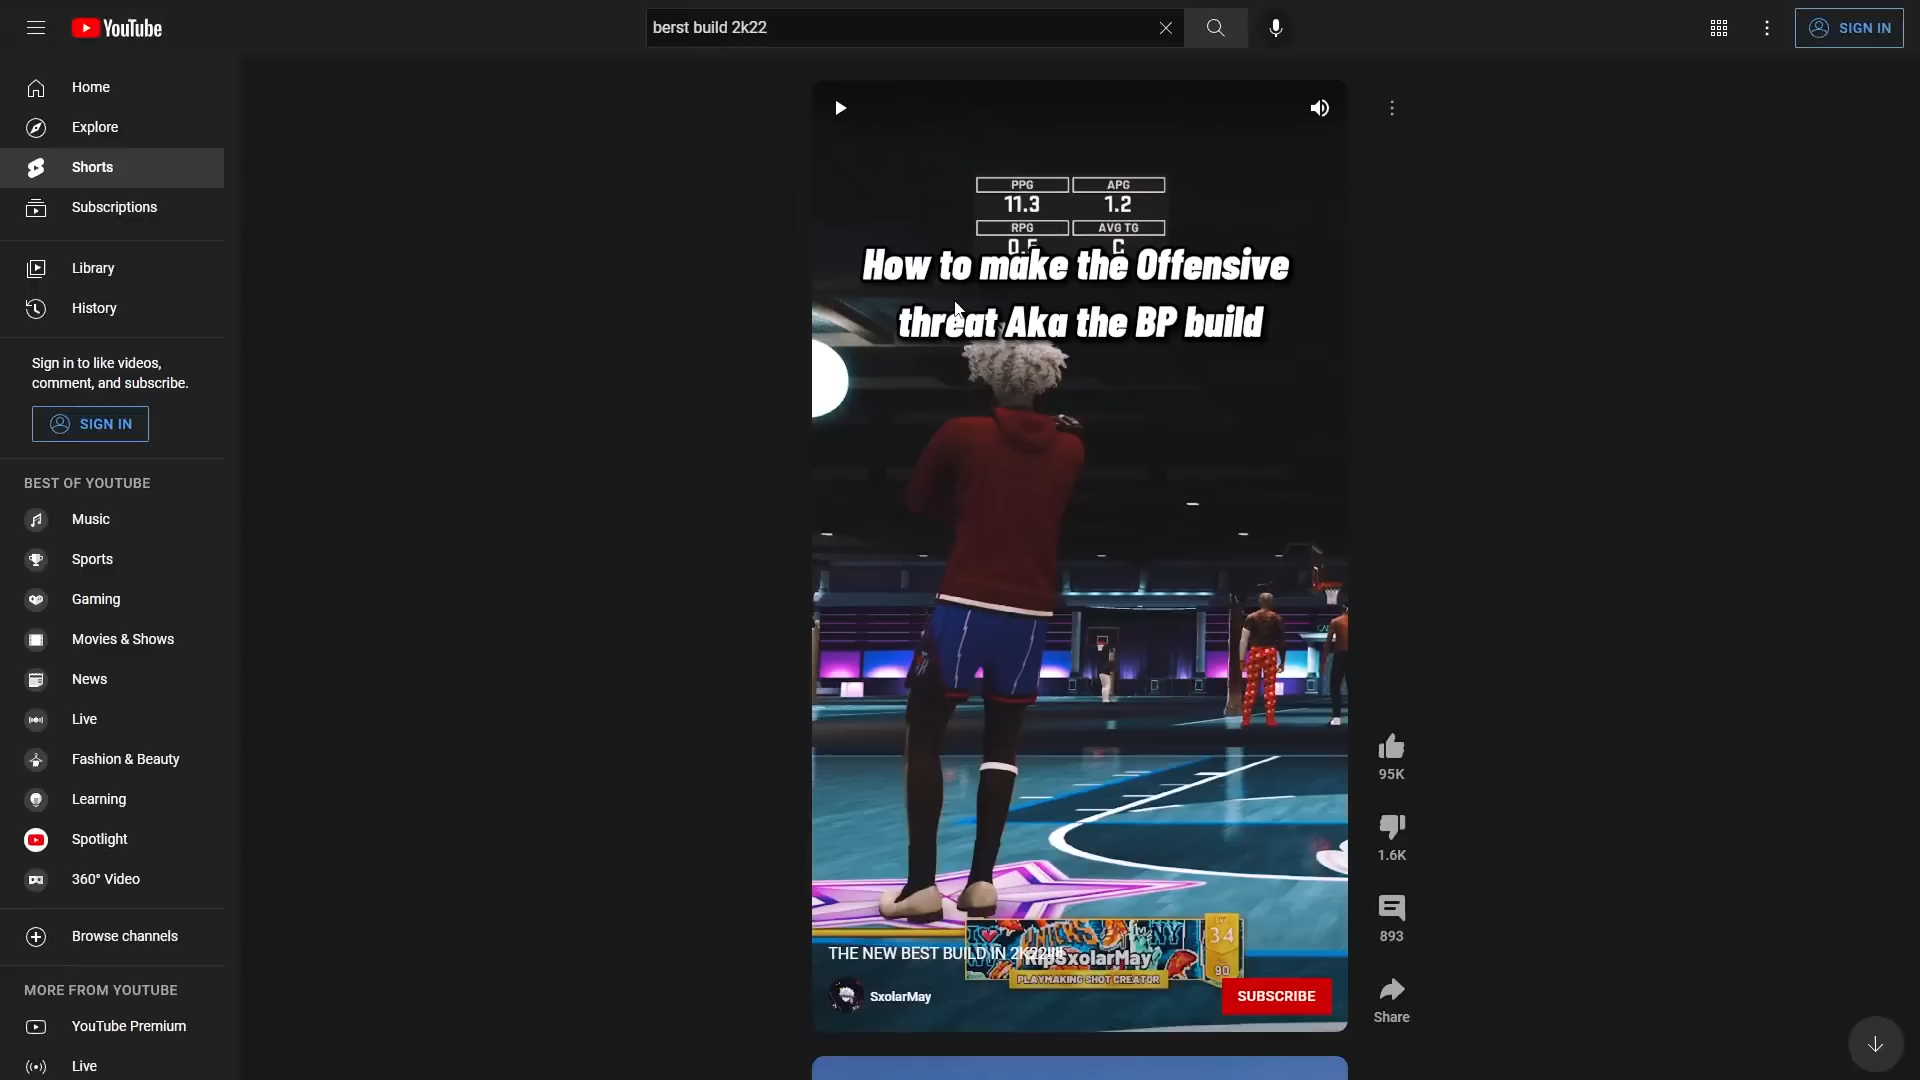 YouTube
berst build 2k22
SIGN IN
Home
Explore
Shorts
Subscriptions
Library
History
Sign in to like videos,
comment, and subscribe.
SIGN IN
BEST OF YOUTUBE
Music
Sports
Gaming
Movies & Shows
News
Live
Fashion & Beauty
Learning
Spotlight
360° Video
Browse channels
MORE FROM YOUTUBE
YouTube Premium
Live
PPG APG
11.3 1.2
RPG AVG TG
C
How to make the Offensive
threat Aka the BP build
95K
1.6K
893
Share
34
90
THE NEW BEST BUILD IN 2K22!!!!
RipSxolarMay
PLAYMAKING SHOT CREATOR
SxolarMay
SUBSCRIBE